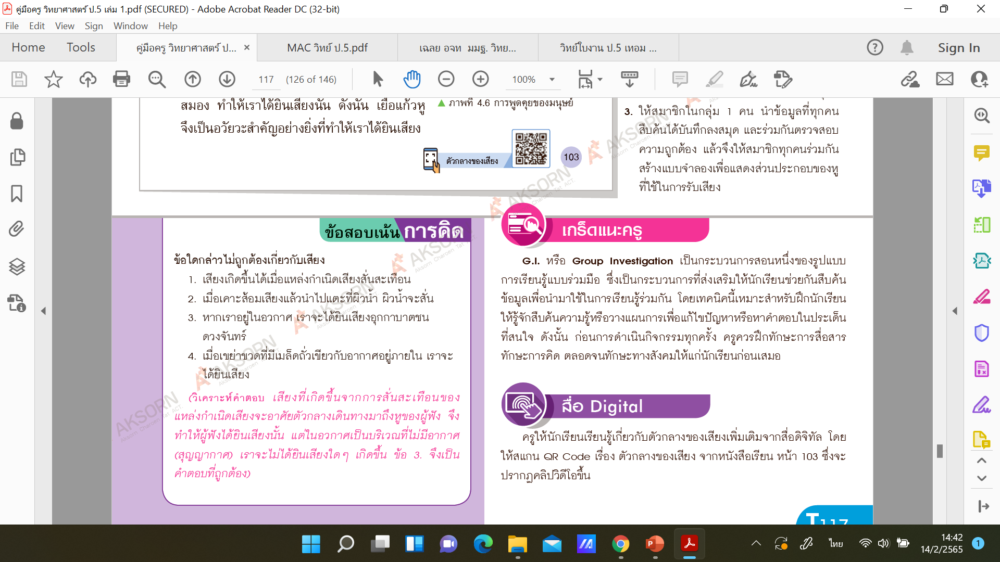 คู่มือครู วิทยาศาสตร์ ป.5 เล่ม 1.pdf (SECURED) - Adobe Acrobat Reader DC (32-bit)
File Edit View Sign Window Help
Home Tools คู่มือครู วิทยาศาสตร์ ป... × MAC วิทย์ ป.5.pdf เฉลย อจท มมฐ. วิทย... วิทย์ใบงาน ป.5 เทอม ... Sign In
117 (126 of 146) 100%
สมอง ทำให้เราได้ยินเสียงนั้น ดังนั้น เยื่อแก้วหู
จึงเป็นอวัยวะสำคัญอย่างยิ่งที่ทำให้เราได้ยินเสียง
▲ ภาพที่ 4.6 การพูดคุยของมนุษย์
ตัวกลางของเสียง
103
3. ให้สมาชิกในกลุ่ม 1 คน นำข้อมูลที่ทุกคน
สืบค้นได้บันทึกลงสมุด และร่วมกันตรวจสอบ
ความถูกต้อง แล้วจึงให้สมาชิกทุกคนร่วมกัน
สร้างแบบจำลองเพื่อแสดงส่วนประกอบของหู
ที่ใช้ในการรับเสียง
ข้อสอบเน้น การคิด
ข้อใดกล่าวไม่ถูกต้องเกี่ยวกับเสียง
1. เสียงเกิดขึ้นได้เมื่อแหล่งกำเนิดเสียงสั่นสะเทือน
2. เมื่อเคาะส้อมเสียงแล้วนำไปแตะที่ผิวน้ำ ผิวน้ำจะสั่น
3. หากเราอยู่ในอวกาศ เราจะได้ยินเสียงอุกกาบาตชน
ดวงจันทร์
4. เมื่อเขย่าขวดที่มีเมล็ดถั่วเขียวกับอากาศอยู่ภายใน เราจะ
ได้ยินเสียง
(วิเคราะห์คำตอบ เสียงที่เกิดขึ้นจากการสั่นสะเทือนของ
แหล่งกำเนิดเสียงจะอาศัยตัวกลางเดินทางมาถึงหูของผู้ฟัง จึง
ทำให้ผู้ฟังได้ยินเสียงนั้น แต่ในอวกาศเป็นบริเวณที่ไม่มีอากาศ
(สุญญากาศ) เราจะไม่ได้ยินเสียงใดๆ เกิดขึ้น ข้อ 3. จึงเป็น
คำตอบที่ถูกต้อง)
เกร็ดแนะครู
G.I. หรือ Group Investigation เป็นกระบวนการสอนหนึ่งของรูปแบบ
การเรียนรู้แบบร่วมมือ ซึ่งเป็นกระบวนการที่ส่งเสริมให้นักเรียนช่วยกันสืบค้น
ข้อมูลเพื่อนำมาใช้ในการเรียนรู้ร่วมกัน โดยเทคนิคนี้เหมาะสำหรับฝึกนักเรียน
ให้รู้จักสืบค้นความรู้หรือวางแผนการเพื่อแก้ไขปัญหาหรือหาคำตอบในประเด็น
ที่สนใจ ดังนั้น ก่อนการดำเนินกิจกรรมทุกครั้ง ครูควรฝึกทักษะการสื่อสาร
ทักษะการคิด ตลอดจนทักษะทางสังคมให้แก่นักเรียนก่อนเสมอ
สื่อ Digital
ครูให้นักเรียนเรียนรู้เกี่ยวกับตัวกลางของเสียงเพิ่มเติมจากสื่อดิจิทัล โดย
ให้สแกน QR Code เรื่อง ตัวกลางของเสียง จากหนังสือเรียน หน้า 103 ซึ่งจะ
ปรากฏคลิปวิดีโอขึ้น
T117
AKSORN
Aksorn Charoen Tat ACT.
AKSORN
Aksorn Charoen Tat ACT.
AKSORN
Aksorn Charoen Tat ACT.
AKSORN
AKSORN
AKSORN
Aksorn Charoen Tat ACT.
ไทย
14:42
14/2/2565
1